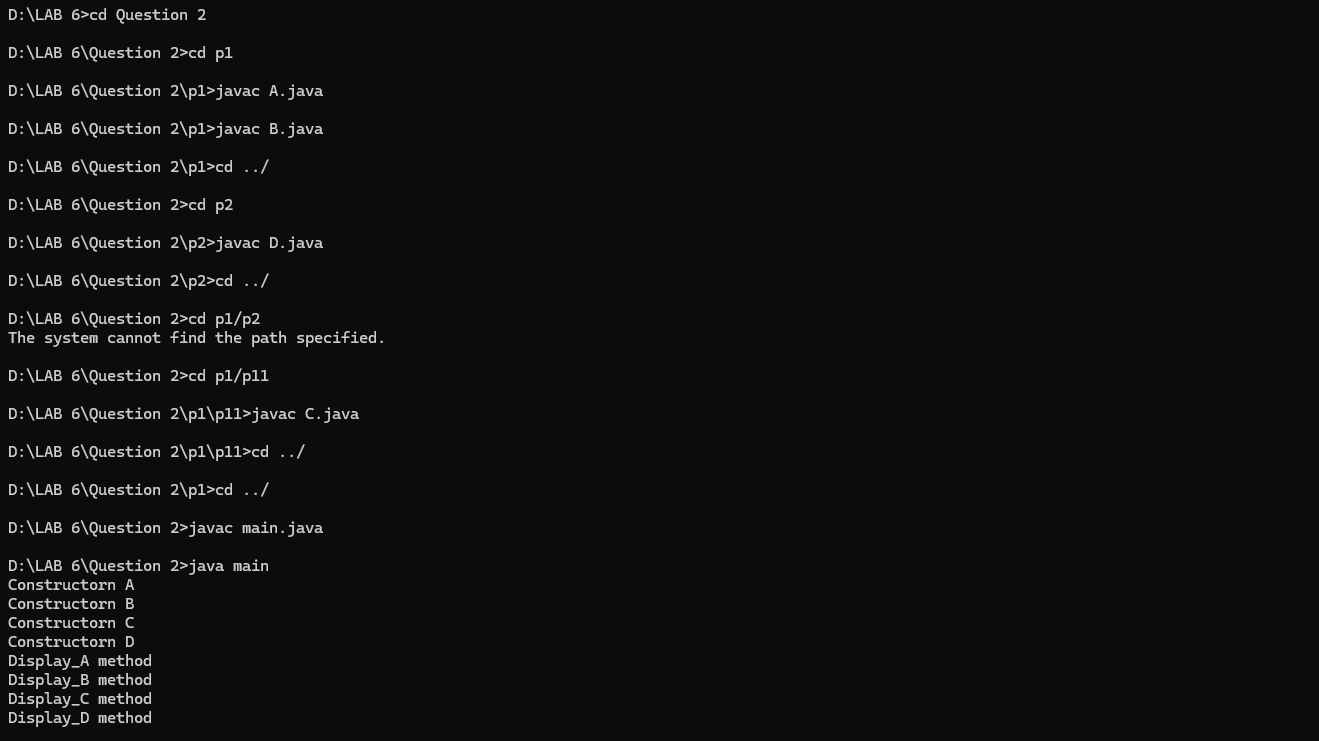 D:\LAB 6>cd Question 2
D:\LAB 6\Question 2>cd p1
D:\LAB 6\Question 2\p1>javac A.java
D:\LAB 6\Question 2\p1>javac B.java
D:\LAB 6\Question 2\p1>cd ../
D:\LAB 6\Question 2>cd p2
D:\LAB 6\Question 2\p2>javac D.java
D:\LAB 6\Question 2\p2>cd ../
D:\LAB 6\Question 2>cd p1/p2
The system cannot find the path specified.
D:\LAB 6\Question 2>cd p1/p11
D:\LAB 6\Question 2\p1\p11>javac C.java
D:\LAB 6\Question 2\p1\p11>cd ../
D:\LAB 6\Question 2\p1>cd ../
D:\LAB 6\Question 2>javac main.java
D:\LAB 6\Question 2>java main
Constructorn A
Constructorn B
Constructorn C
Constructorn D
Display_A method
Display_B method
Display_C method
Display_D method